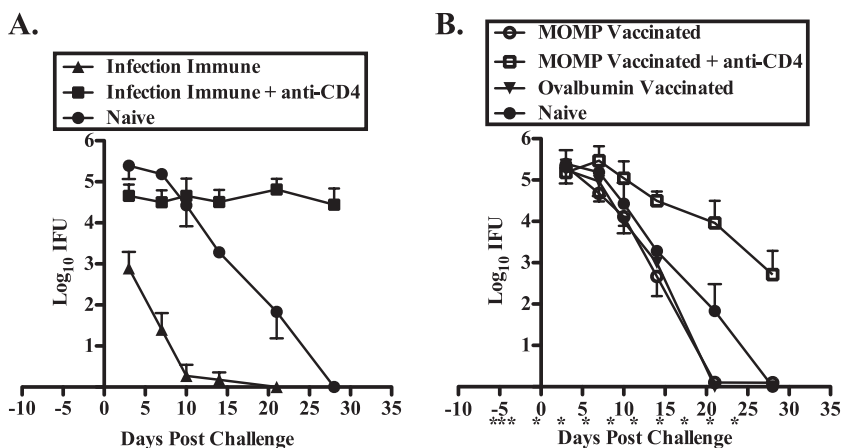 A.
Infection Immune
Infection Immune + anti-CD4
Naive
6
5
4
3
2
1
Log10 IFU
-10 -5 0 5 10 15 20 25 30 35
Days Post Challenge
B.
MOMP Vaccinated
MOMP Vaccinated + anti-CD4
Ovalbumin Vaccinated
Naive
6
5
4
3
2
1
Log10 IFU
-10 -5 0 5 10 15 20 25 30 35
*** * * * * * * * * *
Days Post Challenge